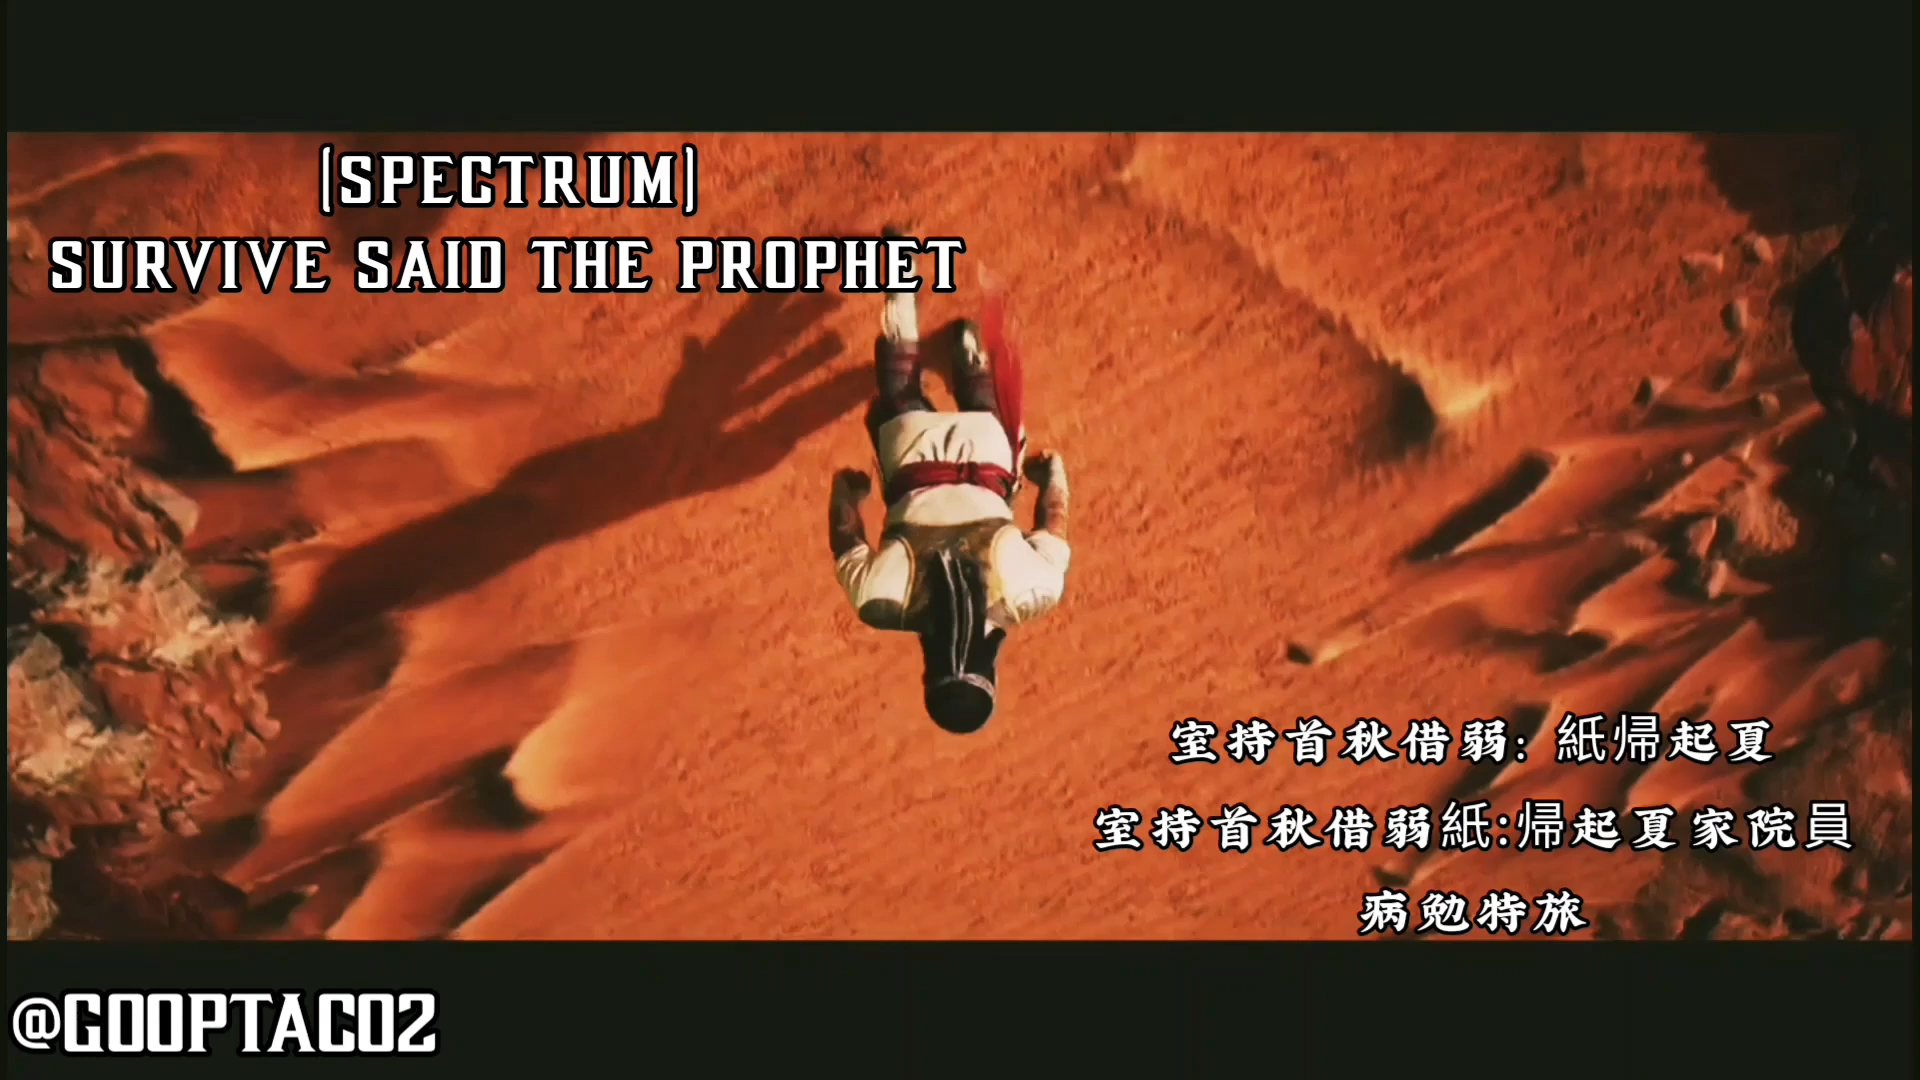 [SPECTRUM]
SURVIVE SAID THE PROPHET
室持首秋借弱: 紙帰起夏
室持首秋借弱紙:帰起夏家院員
病勉特旅
@GOOPTACO2